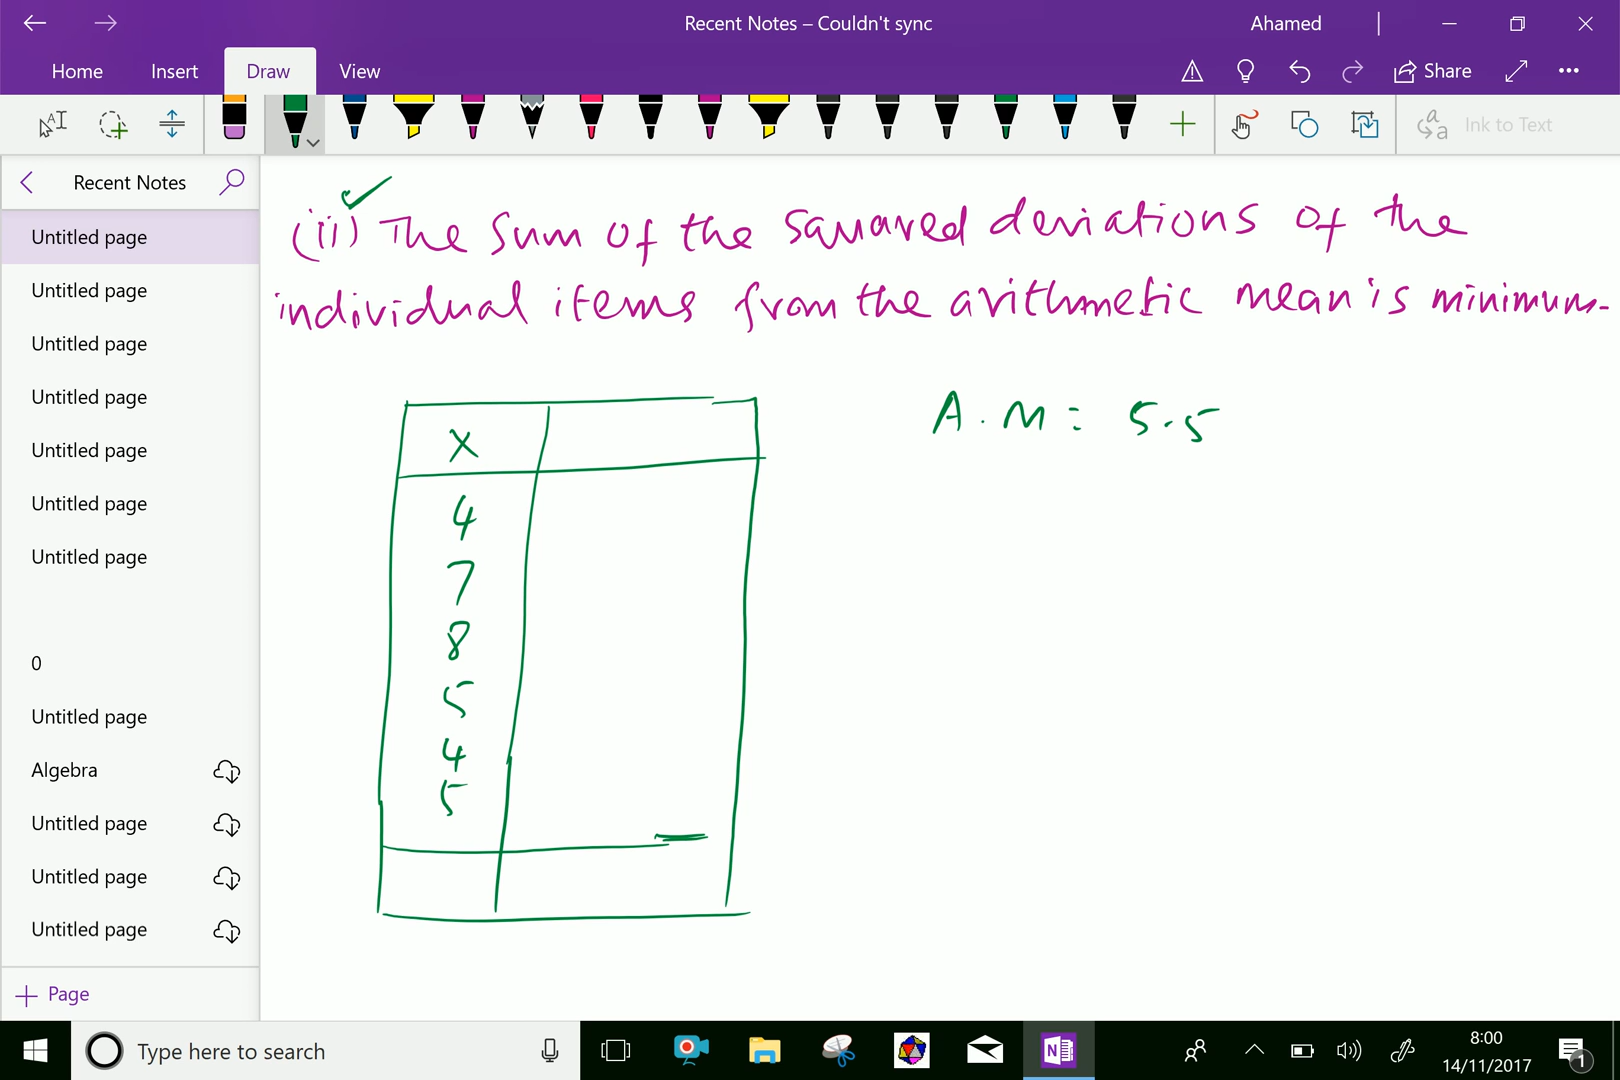 Recent Notes – Couldn't sync
Ahamed
Home Insert Draw View
Share
Ink to Text
Recent Notes
Untitled page
Untitled page
Untitled page
Untitled page
Untitled page
Untitled page
Untitled page
0
Untitled page
Algebra
Untitled page
Untitled page
Untitled page
Page
(ii) The sum of the squared deviations of the
individual items from the arithmetic mean is minimum.
A.M = 5.5
X
4
7
8
5
4
5
Type here to search
8:00
14/11/2017
1